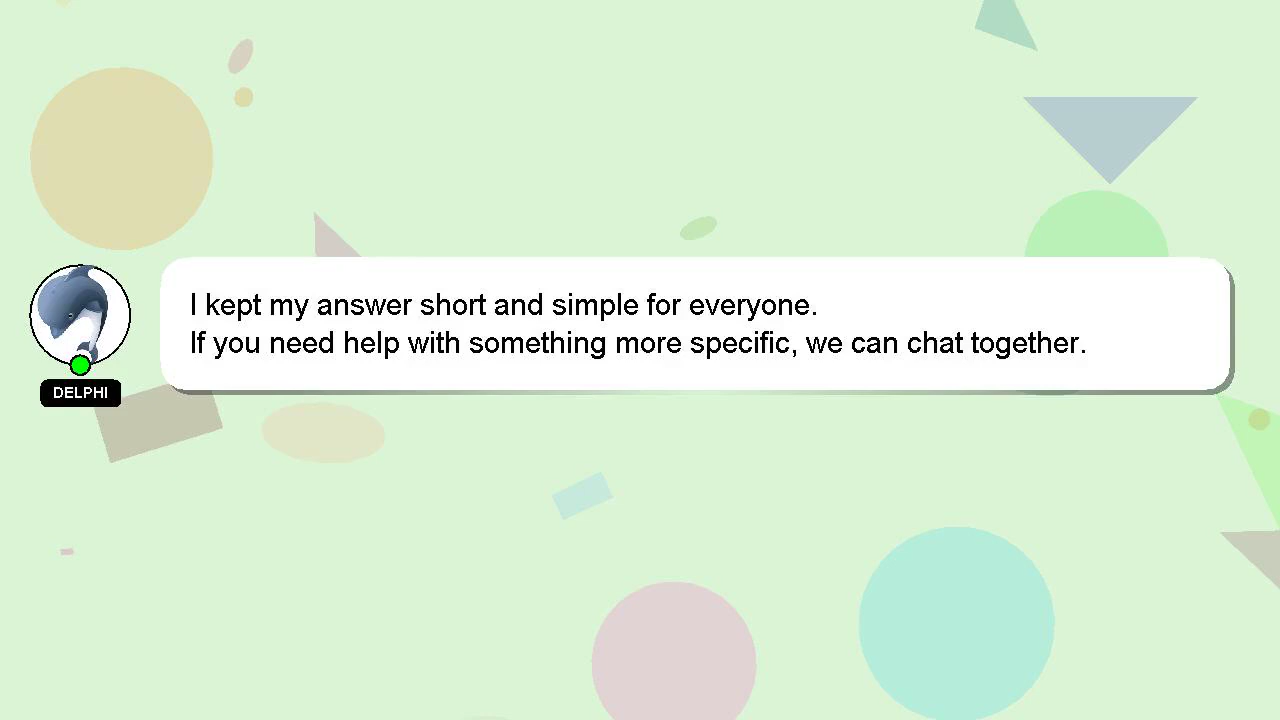 I kept my answer short and simple for everyone.
If you need help with something more specific, we can chat together.
DELPHI